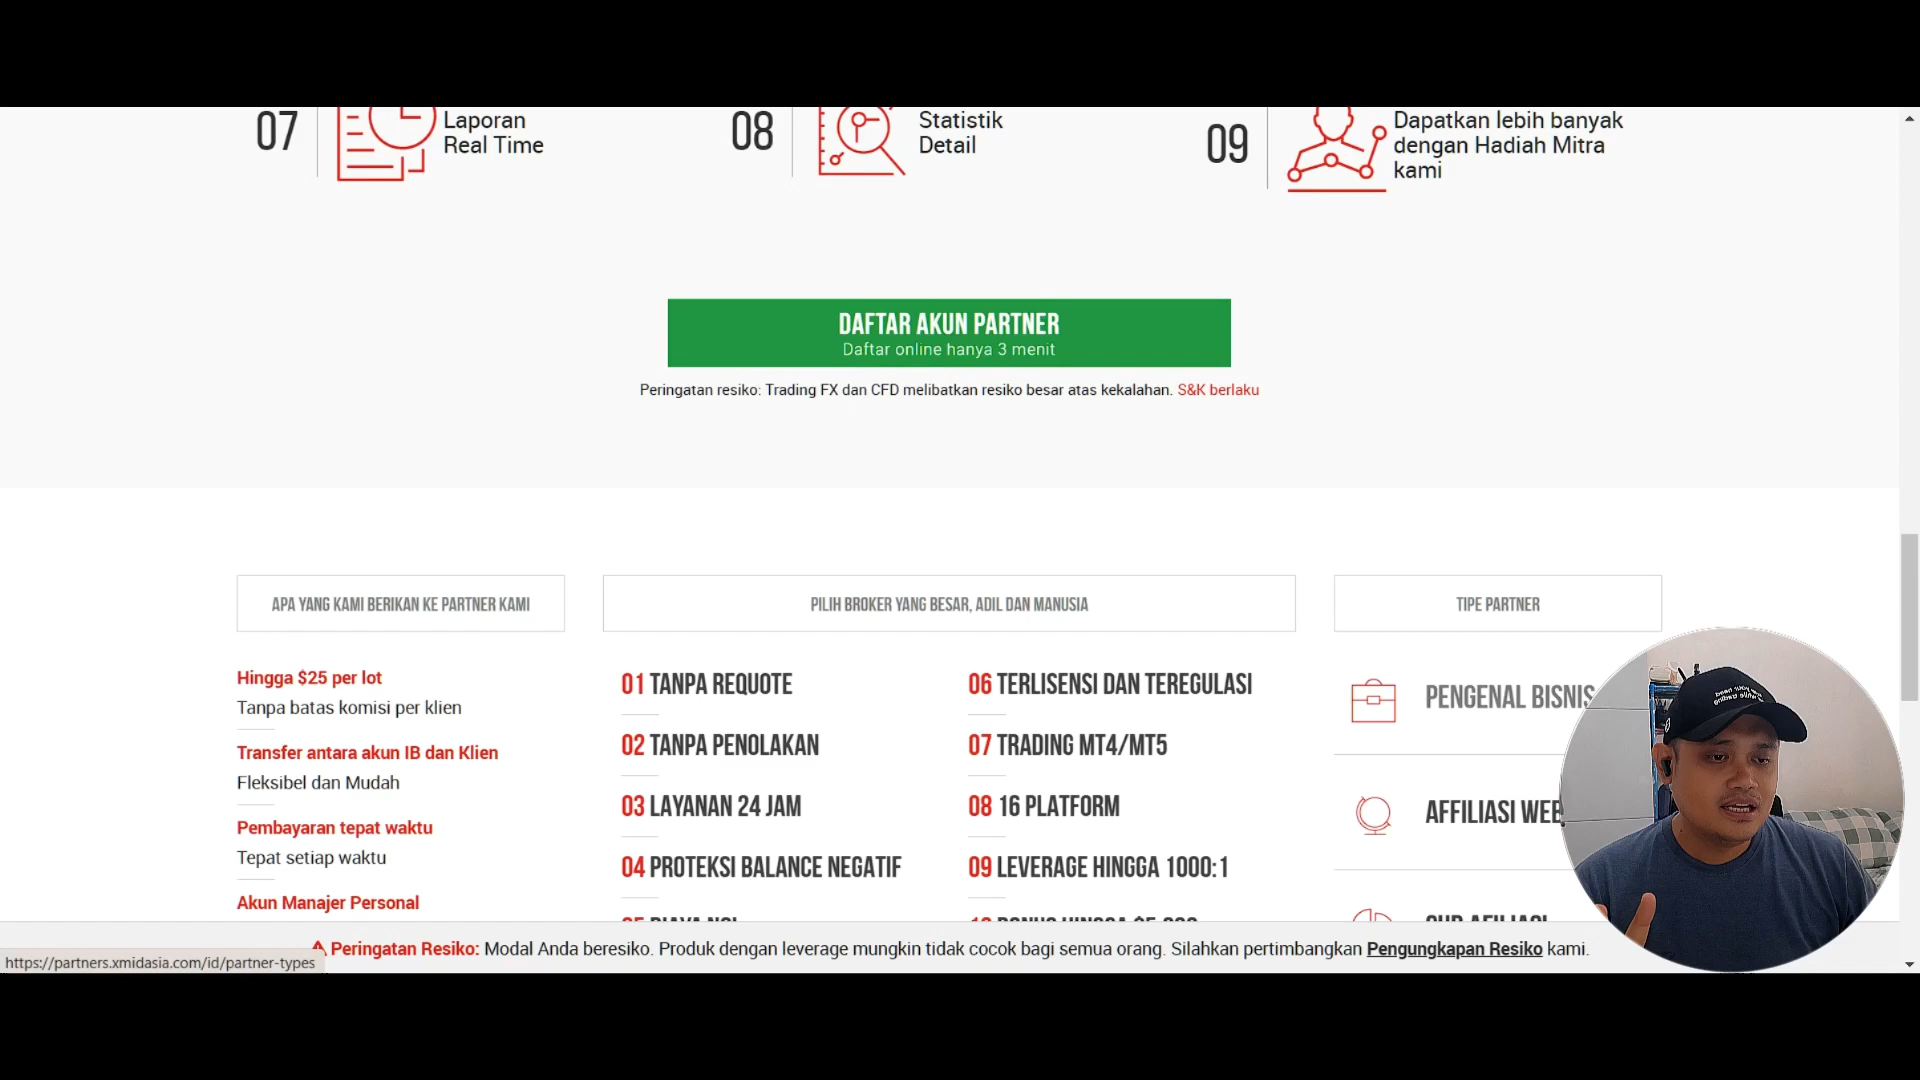 07
Laporan
Real Time
08
Statistik
Detail
09
Dapatkan lebih banyak
dengan Hadiah Mitra
kami
DAFTAR AKUN PARTNER
Daftar online hanya 3 menit
Peringatan resiko: Trading FX dan CFD melibatkan resiko besar atas kekalahan. S&K berlaku
APA YANG KAMI BERIKAN KE PARTNER KAMI
Hingga $25 per lot
Tanpa batas komisi per klien
Transfer antara akun IB dan Klien
Fleksibel dan Mudah
Pembayaran tepat waktu
Tepat setiap waktu
Akun Manajer Personal
PILIH BROKER YANG BESAR, ADIL DAN MANUSIA
01 TANPA REQUOTE
02 TANPA PENOLAKAN
03 LAYANAN 24 JAM
04 PROTEKSI BALANCE NEGATIF
06 TERLISENSI DAN TEREGULASI
07 TRADING MT4/MT5
08 16 PLATFORM
09 LEVERAGE HINGGA 1000:1
TIPE PARTNER
PENGENAL BISNIS
AFFILIASI WEB
Peringatan Resiko: Modal Anda beresiko. Produk dengan leverage mungkin tidak cocok bagi semua orang. Silahkan pertimbangkan Pengungkapan Resiko kami.
https://partners.xmidasia.com/id/partner-types